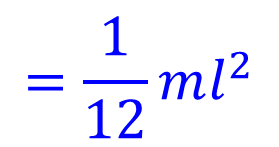 = 1/12 ml²